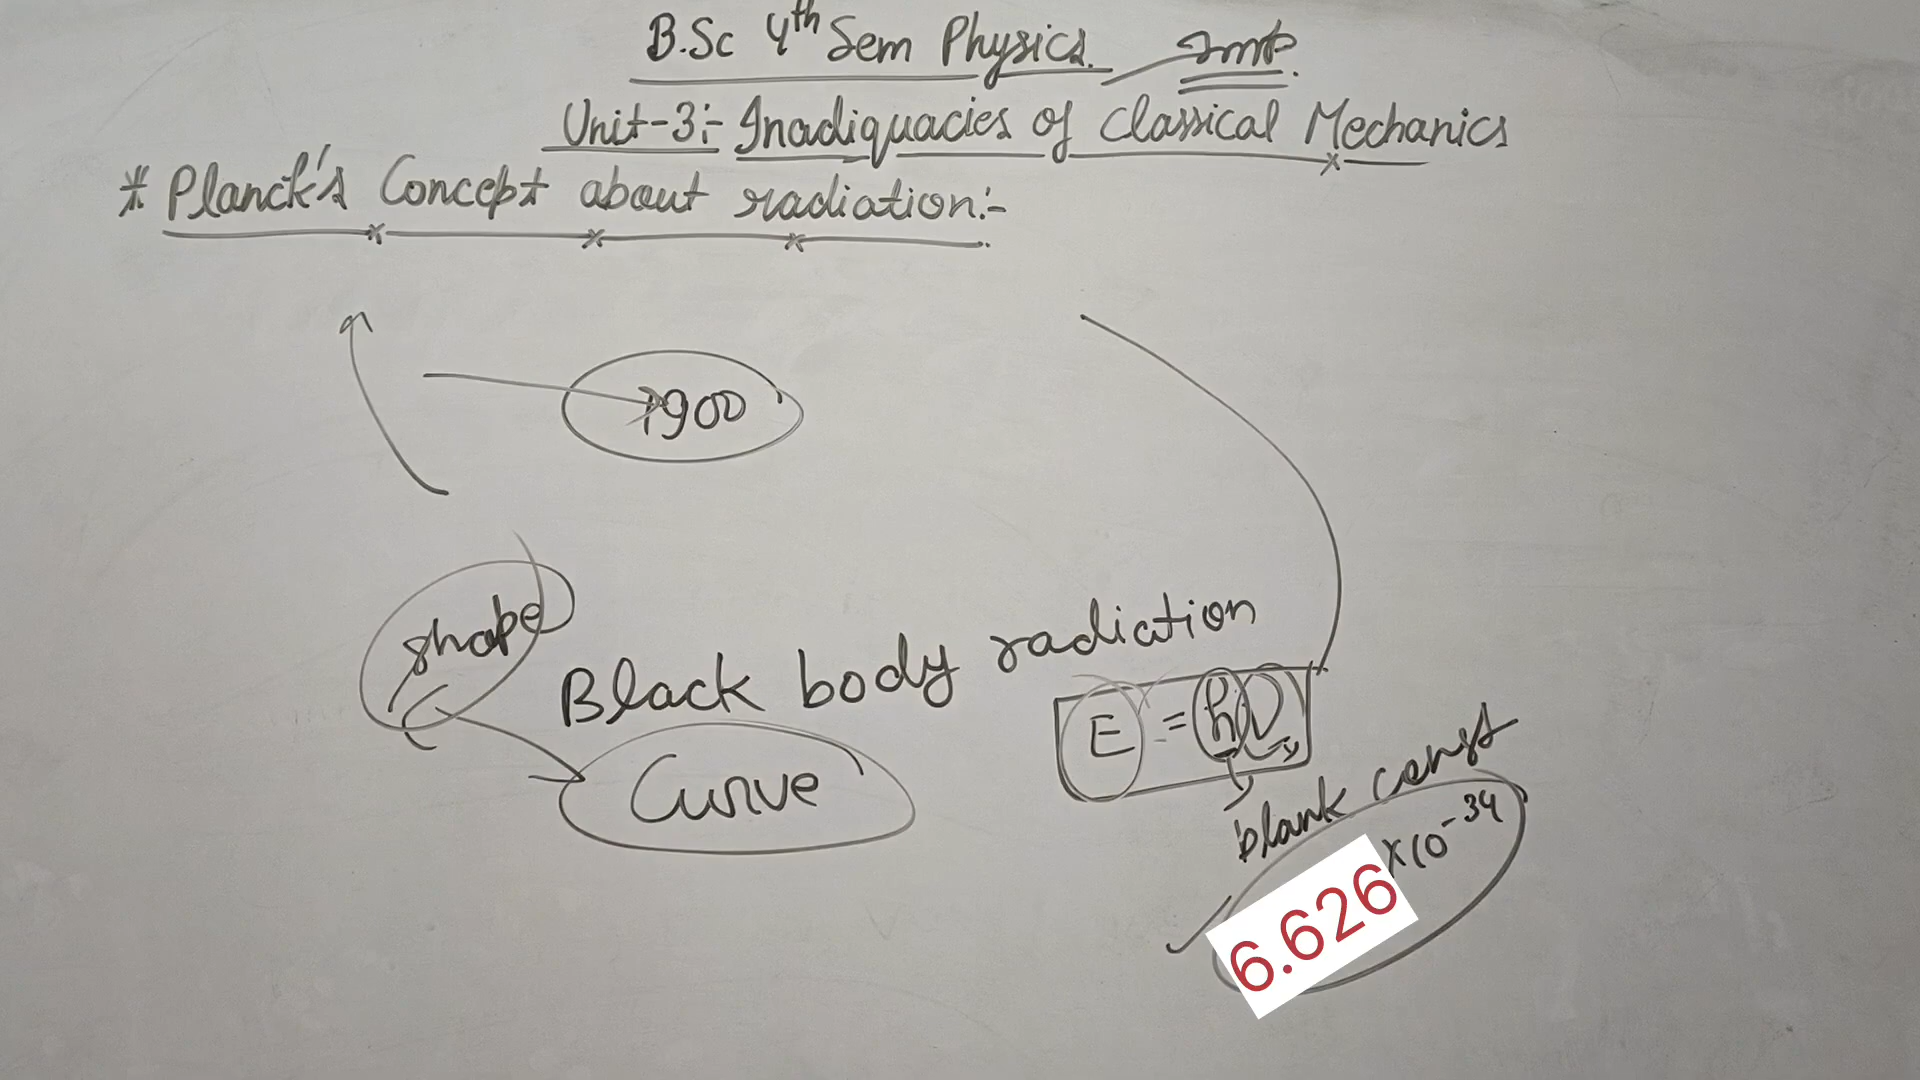 B.Sc 4th Sem Physics. Imp.
Unit-3:- Inadiquacies of Classical Mechanics
* Planck's Concept about radiation:-
1900
shape
Black body radiation
E = hν
Curve
blank const
6.626 ×10⁻³⁴